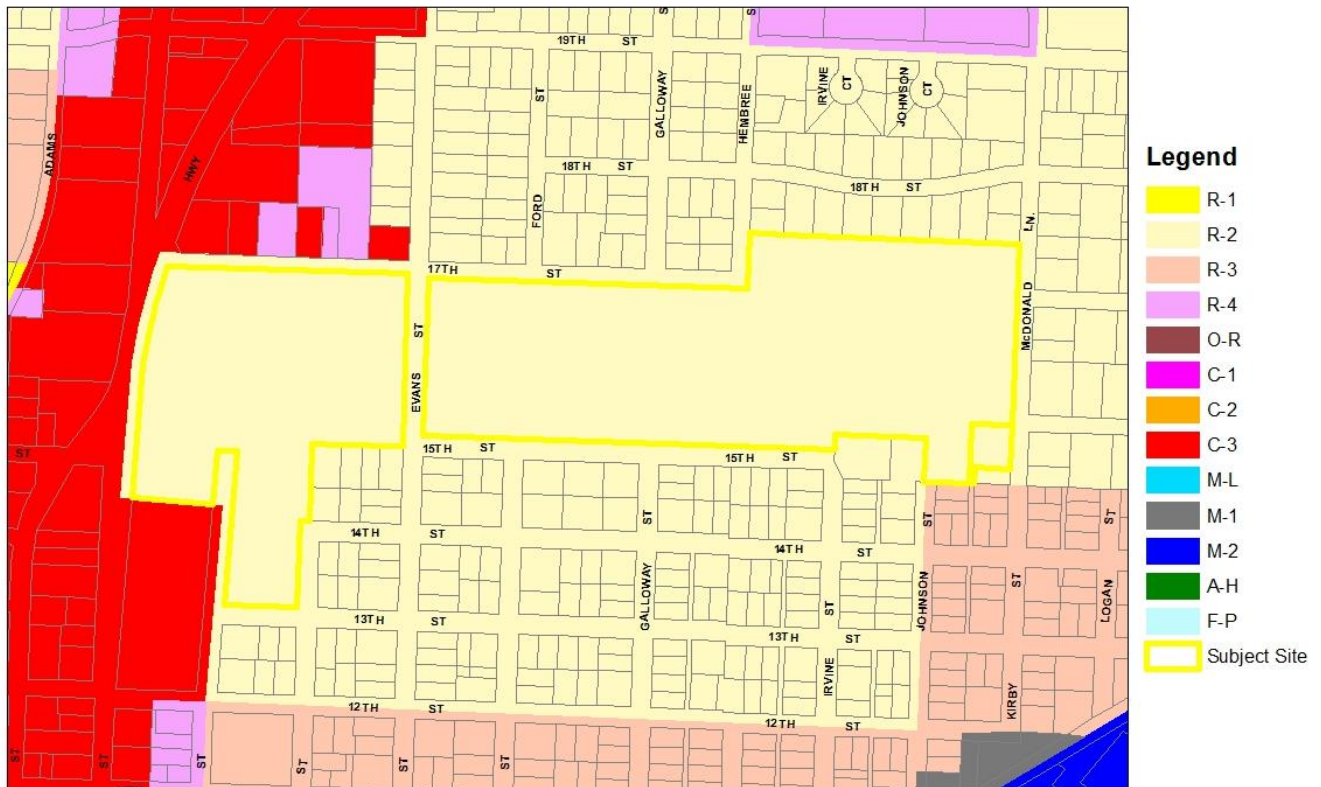 S
S
19TH ST
ADAMS
HWY
ST
GALLOWAY
HEMBREE
IRVINE
CT
JOHNSON
CT
18TH ST
18TH ST
FORD
LN.
17TH ST
McDONALD
EVANS ST
ST
15TH ST
15TH ST
14TH ST
ST
14TH ST
ST
ST
ST
GALLOWAY
JOHNSON
LOGAN
13TH ST
13TH ST
ST
IRVINE
KIRBY
12TH ST
12TH ST
ST
ST
ST
ST
ST
ST
Legend
R-1
R-2
R-3
R-4
O-R
C-1
C-2
C-3
M-L
M-1
M-2
A-H
F-P
Subject Site